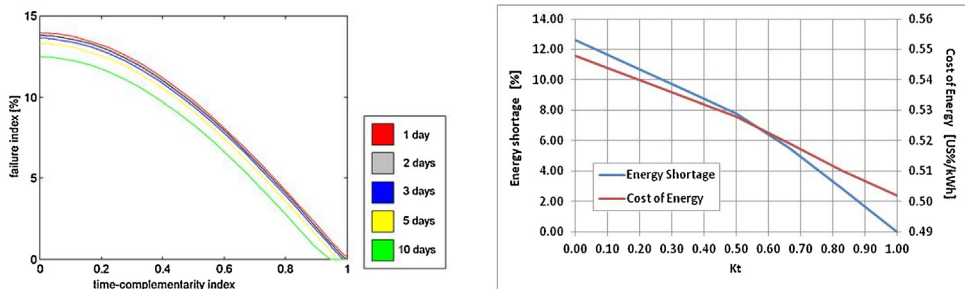 15
10
5
0
failure index [%]
0 0.2 0.4 0.6 0.8 1
time-complementarity index
1 day
2 days
3 days
5 days
10 days
14.00
12.00
10.00
8.00
6.00
4.00
2.00
0.00
Energy shortage [%]
Energy Shortage
Cost of Energy
0.56
0.55
0.54
0.53
0.52
0.51
0.50
0.49
Cost of Energy [US%/kWh]
0.00 0.10 0.20 0.30 0.40 0.50 0.60 0.70 0.80 0.90 1.00
Kt